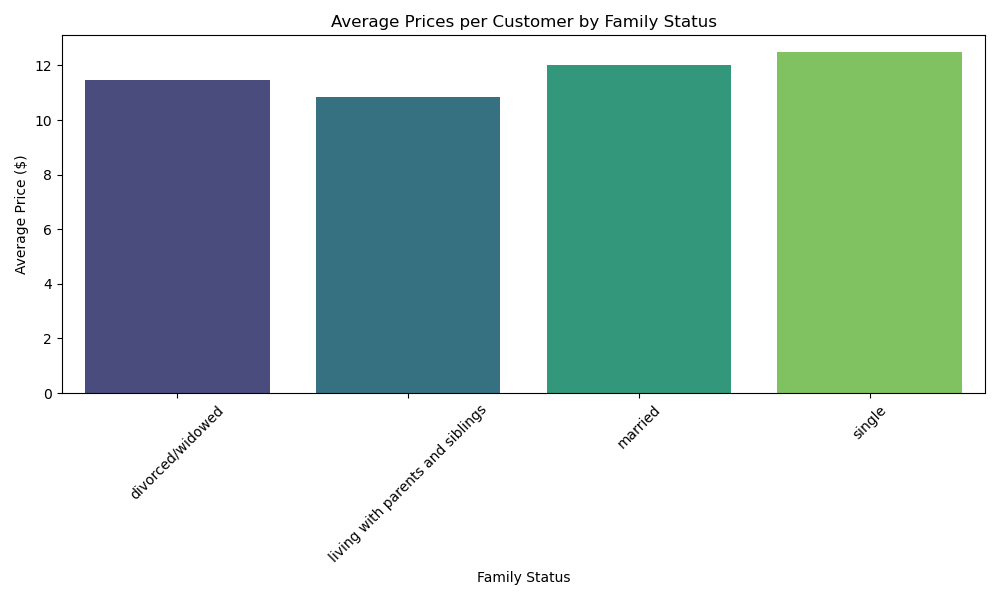 Average Prices per Customer by Family Status
Average Price ($)
12
10
8
6
4
2
0
divorced/widowed
living with parents and siblings
married
single
Family Status